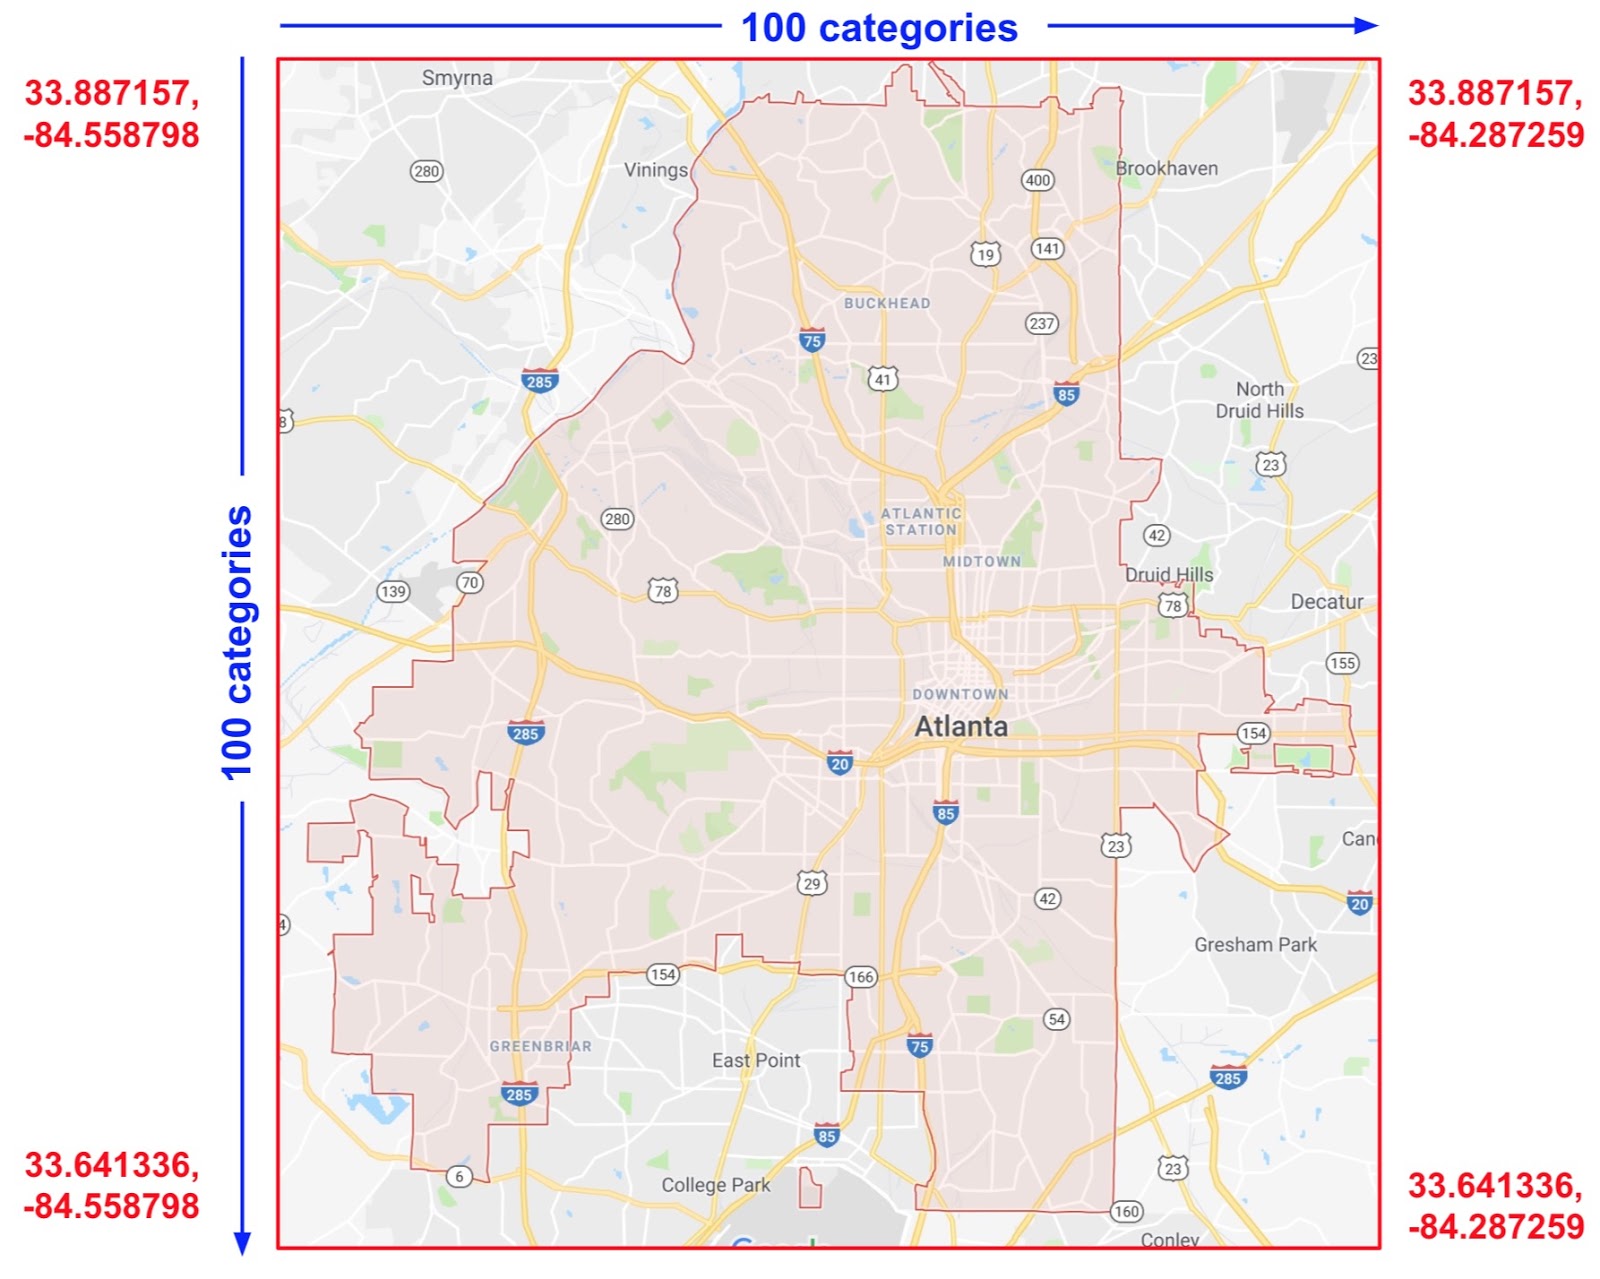 100 categories
33.887157,
-84.558798
33.887157,
-84.287259
100 categories
Smyrna
280
Vinings
400
Brookhaven
19
141
BUCKHEAD
237
75
285
41
85
23
North
Druid Hills
8
23
280
ATLANTIC
STATION
42
MIDTOWN
139
70
78
Druid Hills
78
Decatur
155
DOWNTOWN
Atlanta
285
154
20
85
23
Can
29
42
20
4
Gresham Park
154
166
54
GREENBRIAR
75
East Point
285
285
85
33.641336,
-84.558798
6
College Park
23
33.641336,
-84.287259
160
Conley